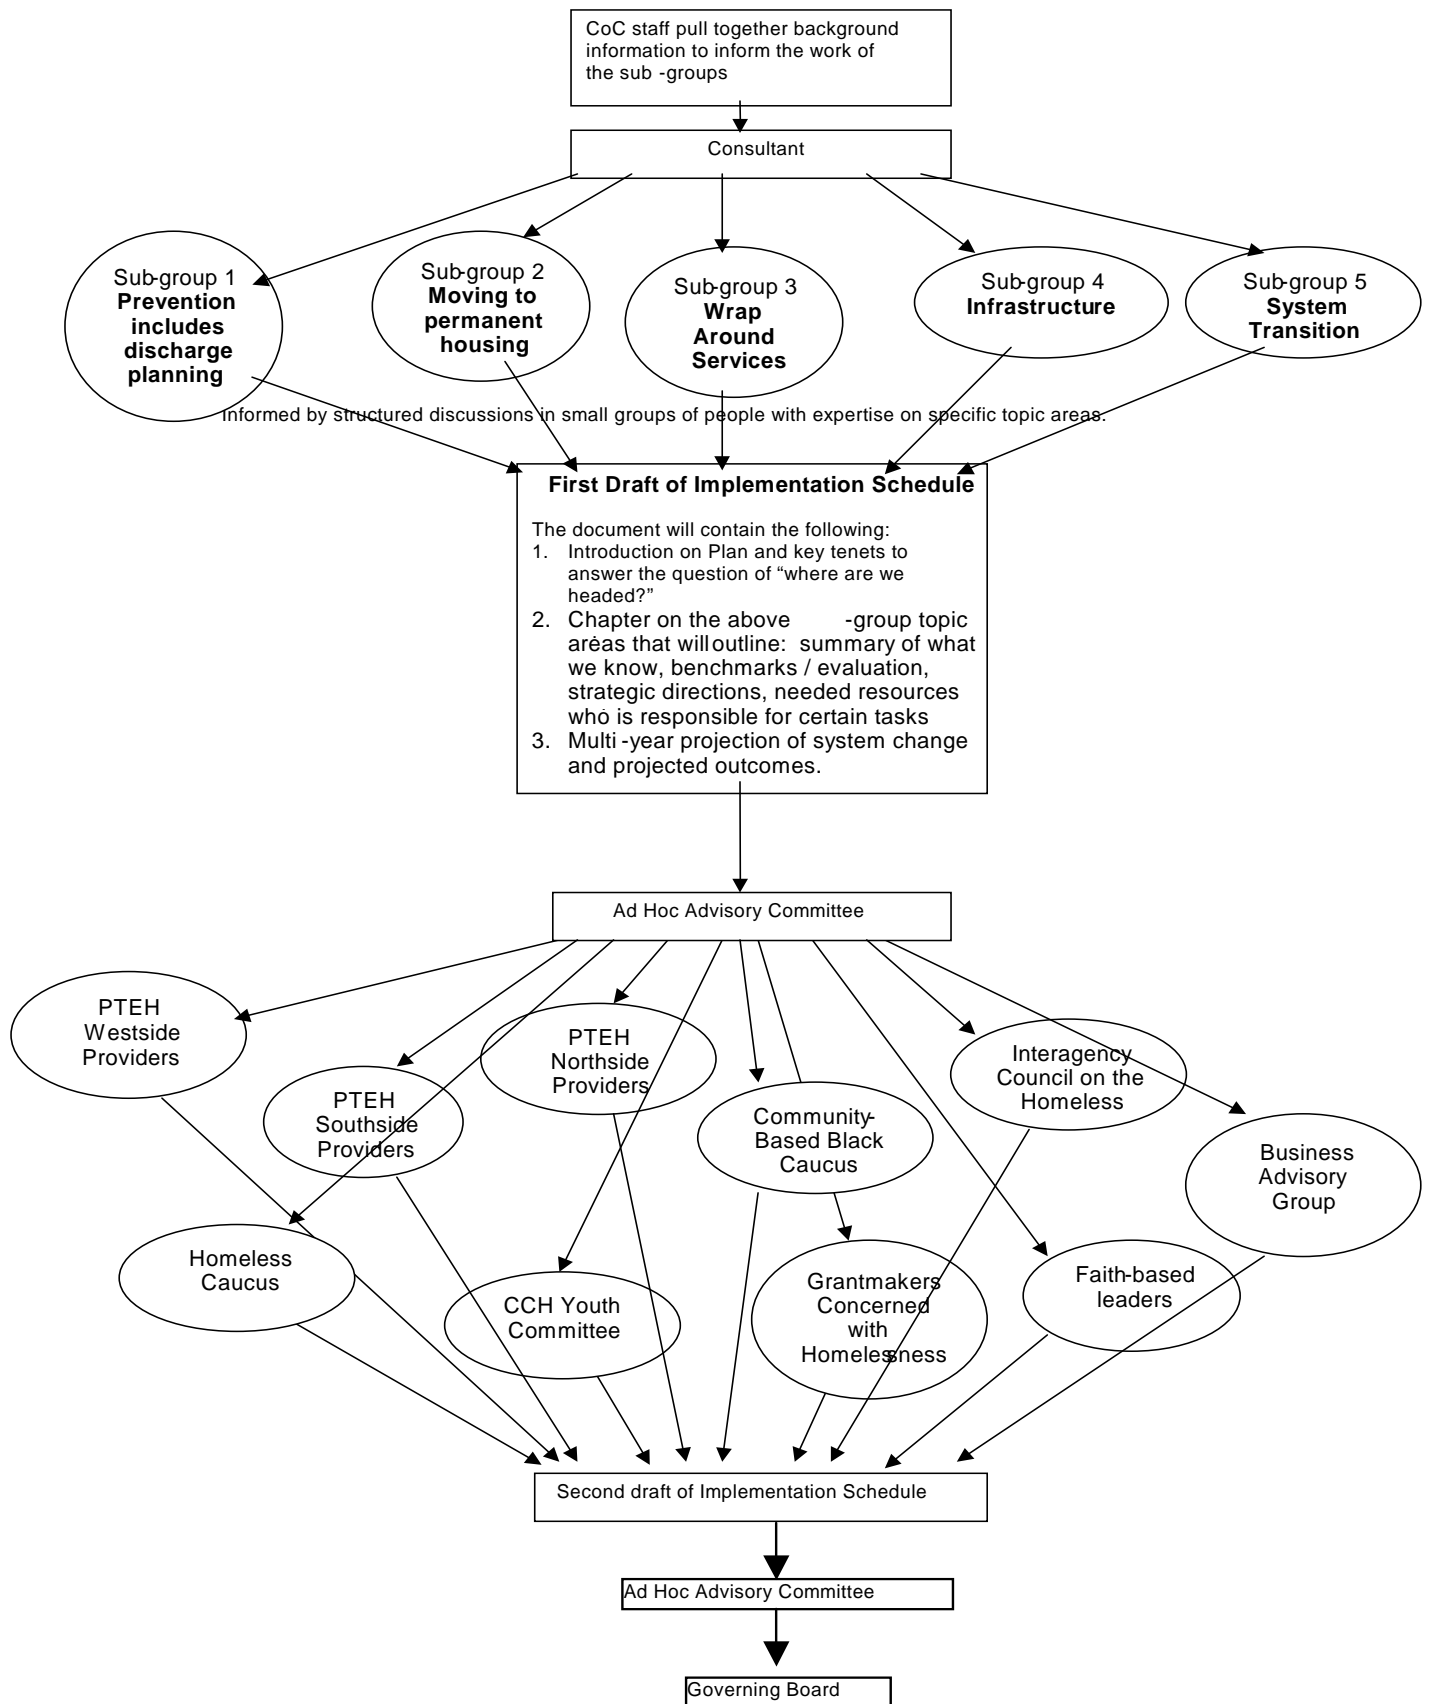 CoC staff pull together background
information to inform the work of
the sub -groups
Consultant
Sub-group 1
Prevention
includes
discharge
planning
Sub-group 2
Moving to
permanent
housing
Sub-group 3
Wrap
Around
Services
Sub-group 4
Infrastructure
Sub-group 5
System
Transition
Informed by structured discussions in small groups of people with expertise on specific topic areas.
First Draft of Implementation Schedule
The document will contain the following:
1. Introduction on Plan and key tenets to
answer the question of “where are we
headed?”
2. Chapter on the above -group topic
areas that will outline: summary of what
we know, benchmarks / evaluation,
strategic directions, needed resources
who is responsible for certain tasks
3. Multi -year projection of system change
and projected outcomes.
Ad Hoc Advisory Committee
PTEH
Westside
Providers
PTEH
Southside
Providers
PTEH
Northside
Providers
Community-
Based Black
Caucus
Interagency
Council on the
Homeless
Business
Advisory
Group
Homeless
Caucus
CCH Youth
Committee
Grantmakers
Concerned
with
Homelessness
Faith-based
leaders
Second draft of Implementation Schedule
Ad Hoc Advisory Committee
Governing Board